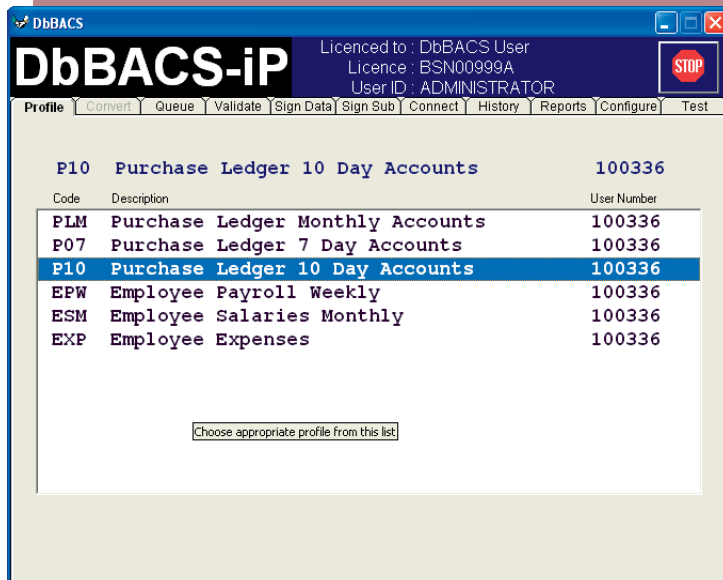 DbBACS
DbBACS-iP
Licenced to : DbBACS User
Licence : BSN00999A
User ID : ADMINISTRATOR
STOP
Profile Convert Queue Validate Sign Data Sign Sub Connect History Reports Configure Test
P10 Purchase Ledger 10 Day Accounts 100336
Code Description User Number
PLM Purchase Ledger Monthly Accounts 100336
P07 Purchase Ledger 7 Day Accounts 100336
P10 Purchase Ledger 10 Day Accounts 100336
EPW Employee Payroll Weekly 100336
ESM Employee Salaries Monthly 100336
EXP Employee Expenses 100336
Choose appropriate profile from this list